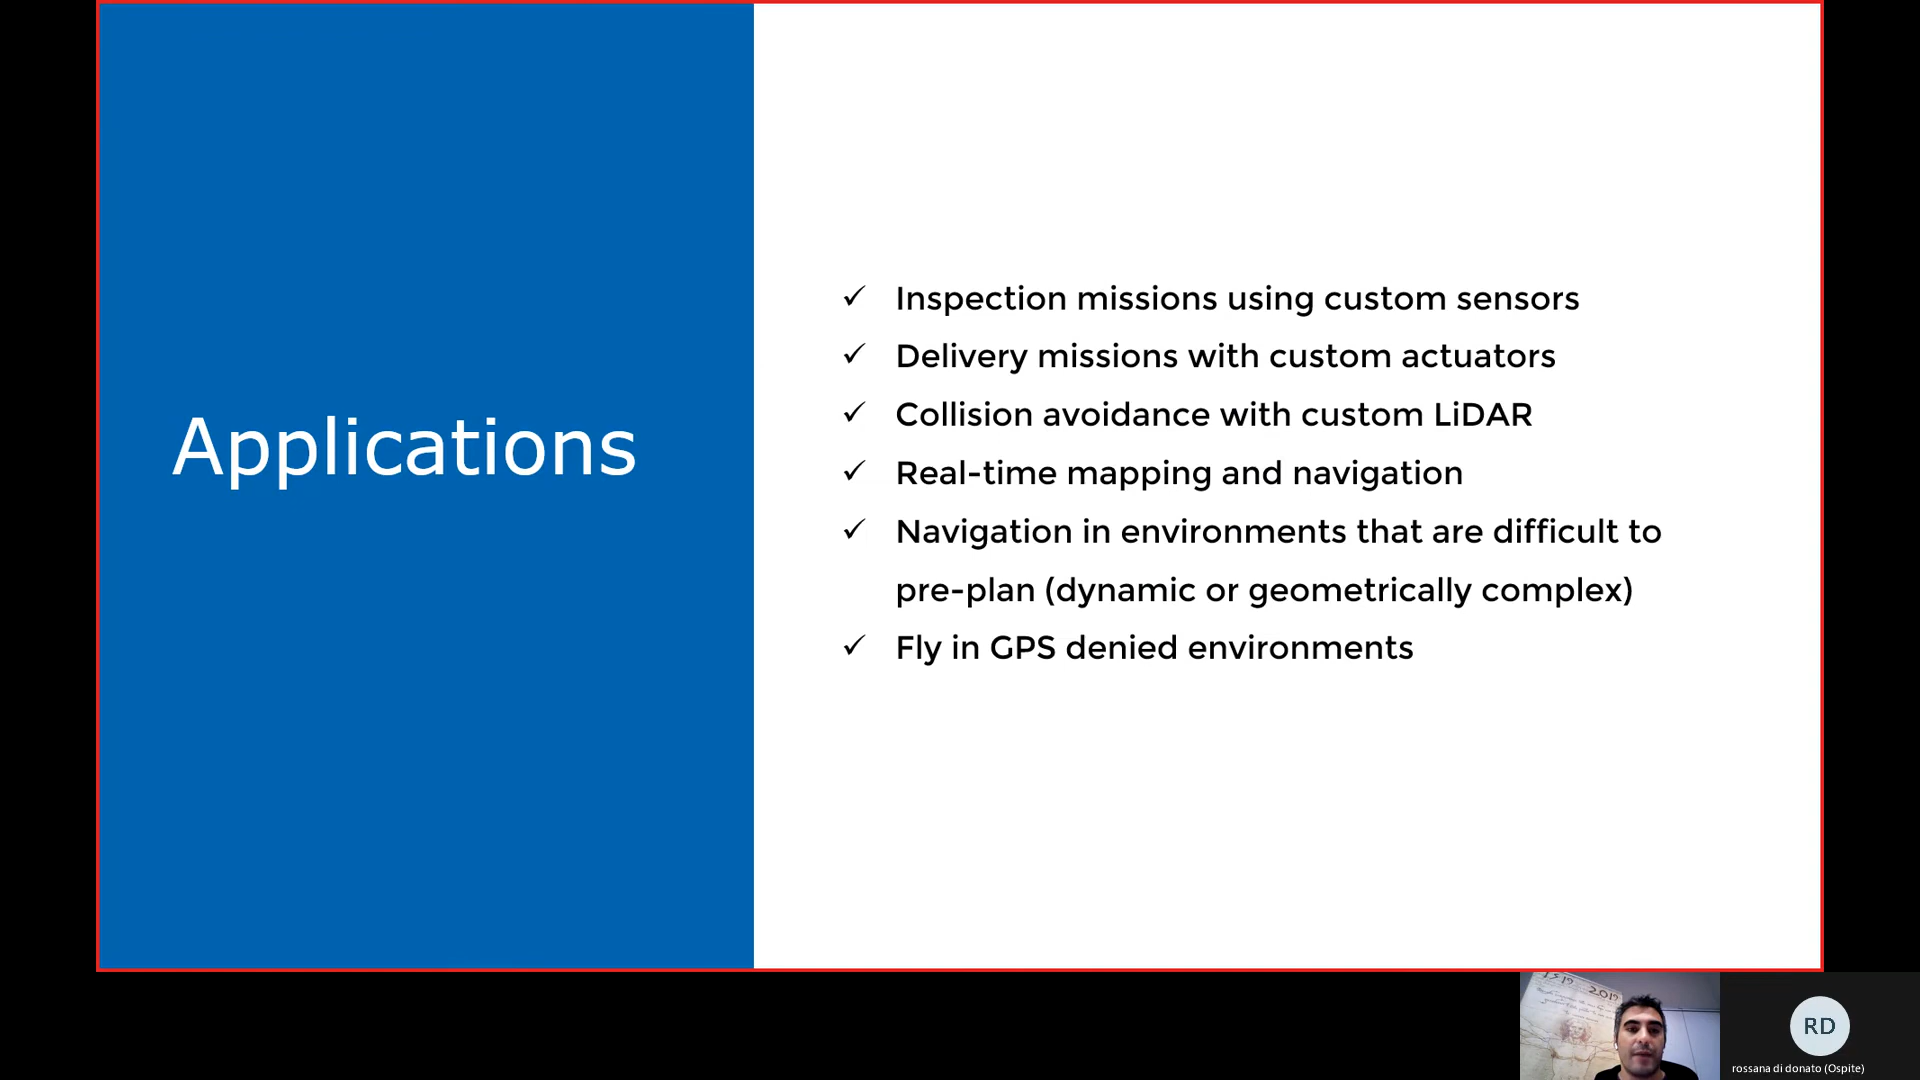 Applications
✓ Inspection missions using custom sensors
✓ Delivery missions with custom actuators
✓ Collision avoidance with custom LiDAR
✓ Real-time mapping and navigation
✓ Navigation in environments that are difficult to
pre-plan (dynamic or geometrically complex)
✓ Fly in GPS denied environments
1519 2019
RD
rossana di donato (Ospite)